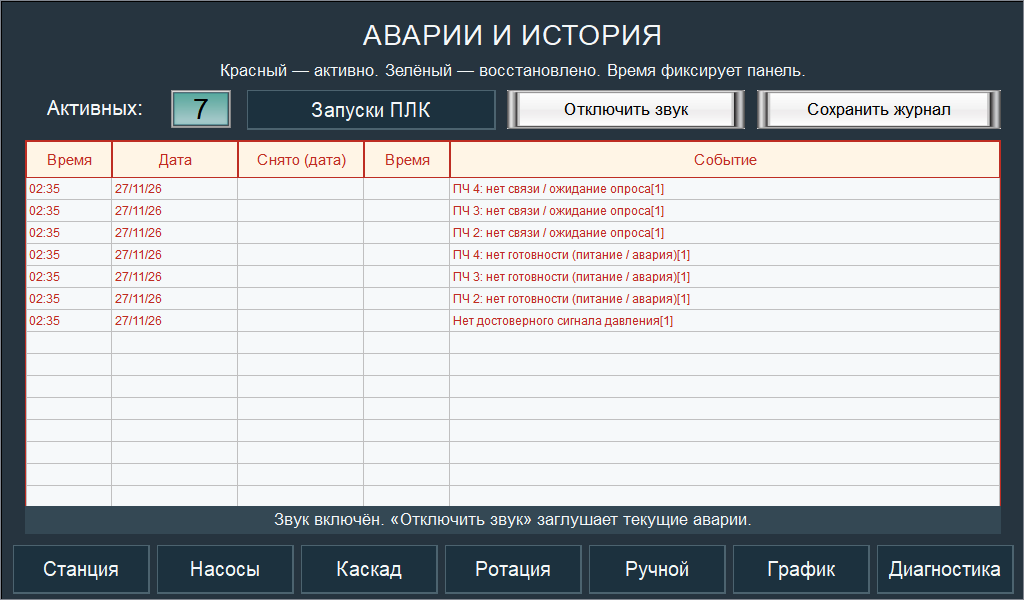 АВАРИИ И ИСТОРИЯ
Красный — активно. Зелёный — восстановлено. Время фиксирует панель.
Активных: 7 Запуски ПЛК Отключить звук Сохранить журнал
Время Дата Снято (дата) Время Событие
02:35 27/11/26 ПЧ 4: нет связи / ожидание опроса[1]
02:35 27/11/26 ПЧ 3: нет связи / ожидание опроса[1]
02:35 27/11/26 ПЧ 2: нет связи / ожидание опроса[1]
02:35 27/11/26 ПЧ 4: нет готовности (питание / авария)[1]
02:35 27/11/26 ПЧ 3: нет готовности (питание / авария)[1]
02:35 27/11/26 ПЧ 2: нет готовности (питание / авария)[1]
02:35 27/11/26 Нет достоверного сигнала давления[1]
Звук включён. «Отключить звук» заглушает текущие аварии.
Станция Насосы Каскад Ротация Ручной График Диагностика